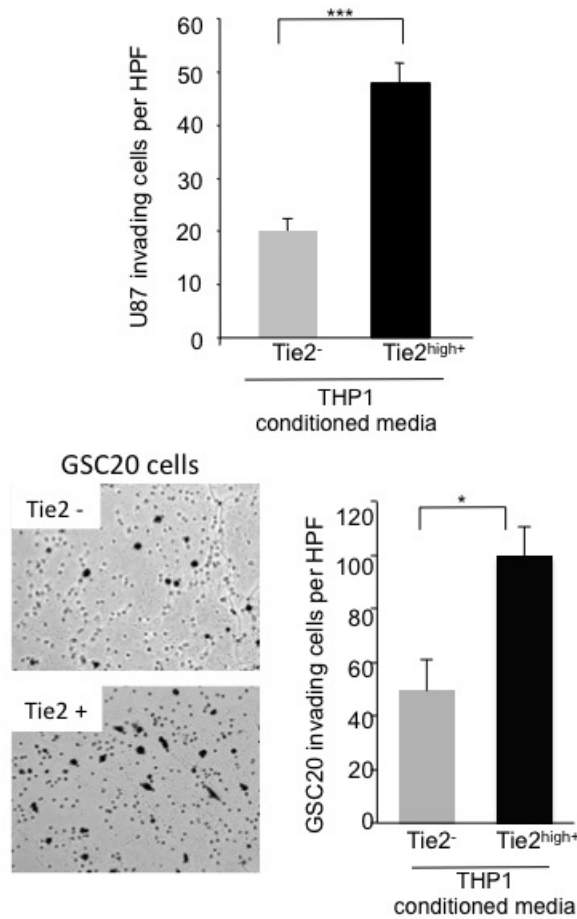 60
***
50
40
30
20
10
0
U87 invading cells per HPF
Tie2- Tie2high+
THP1
conditioned media
GSC20 cells
Tie2 -
Tie2 +
120
*
100
80
60
40
20
0
GSC20 invading cells per HPF
Tie2- Tie2high+
THP1
conditioned media